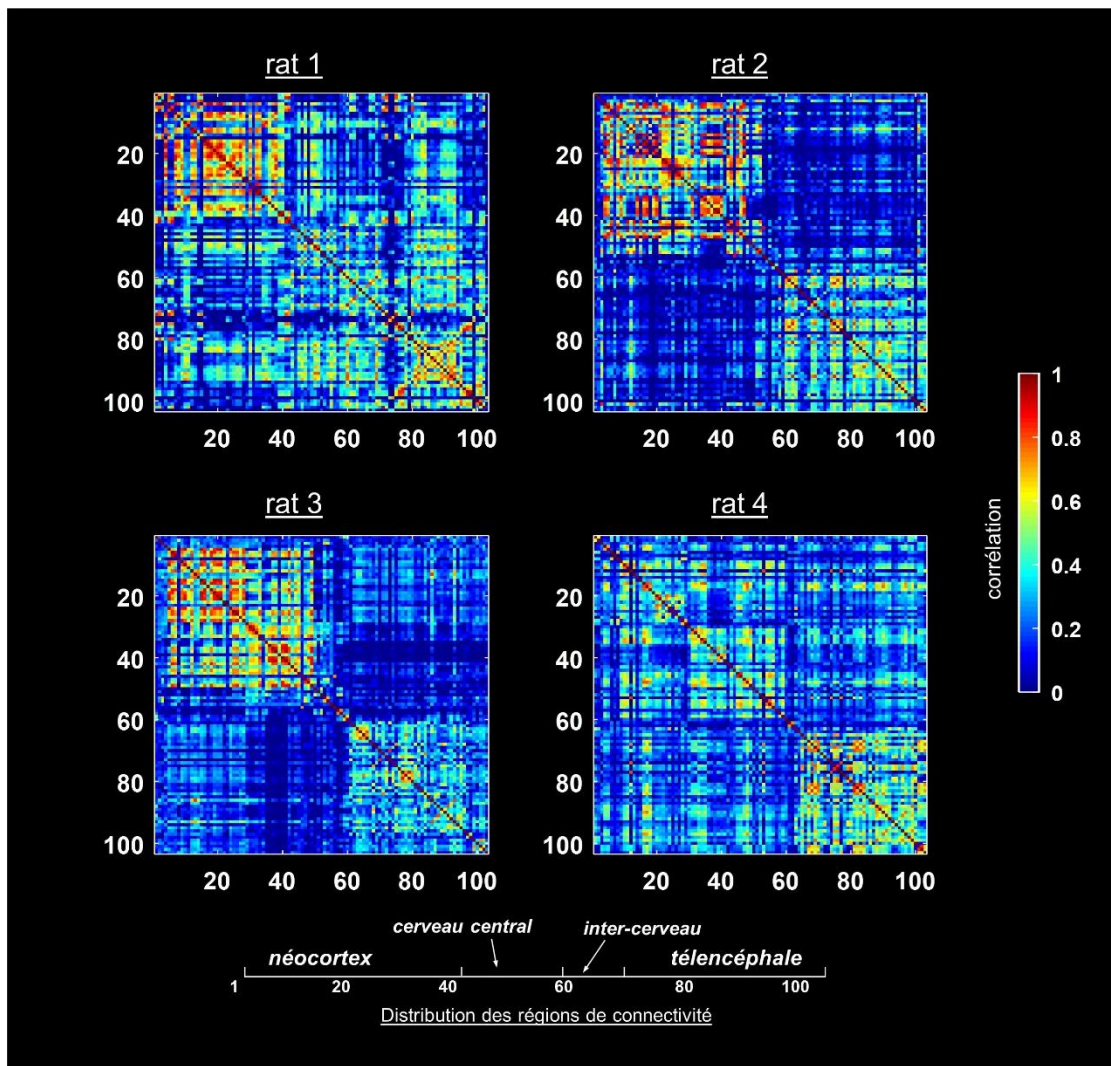 rat 1
rat 2
20
40
60
80
100
20 40 60 80 100
20
40
60
80
100
20 40 60 80 100
rat 3
rat 4
20
40
60
80
100
20 40 60 80 100
20
40
60
80
100
20 40 60 80 100
1
0.8
0.6
0.4
0.2
0
corrélation
cerveau central
inter-cerveau
néocortex
télencéphale
1 20 40 60 80 100
Distribution des régions de connectivité